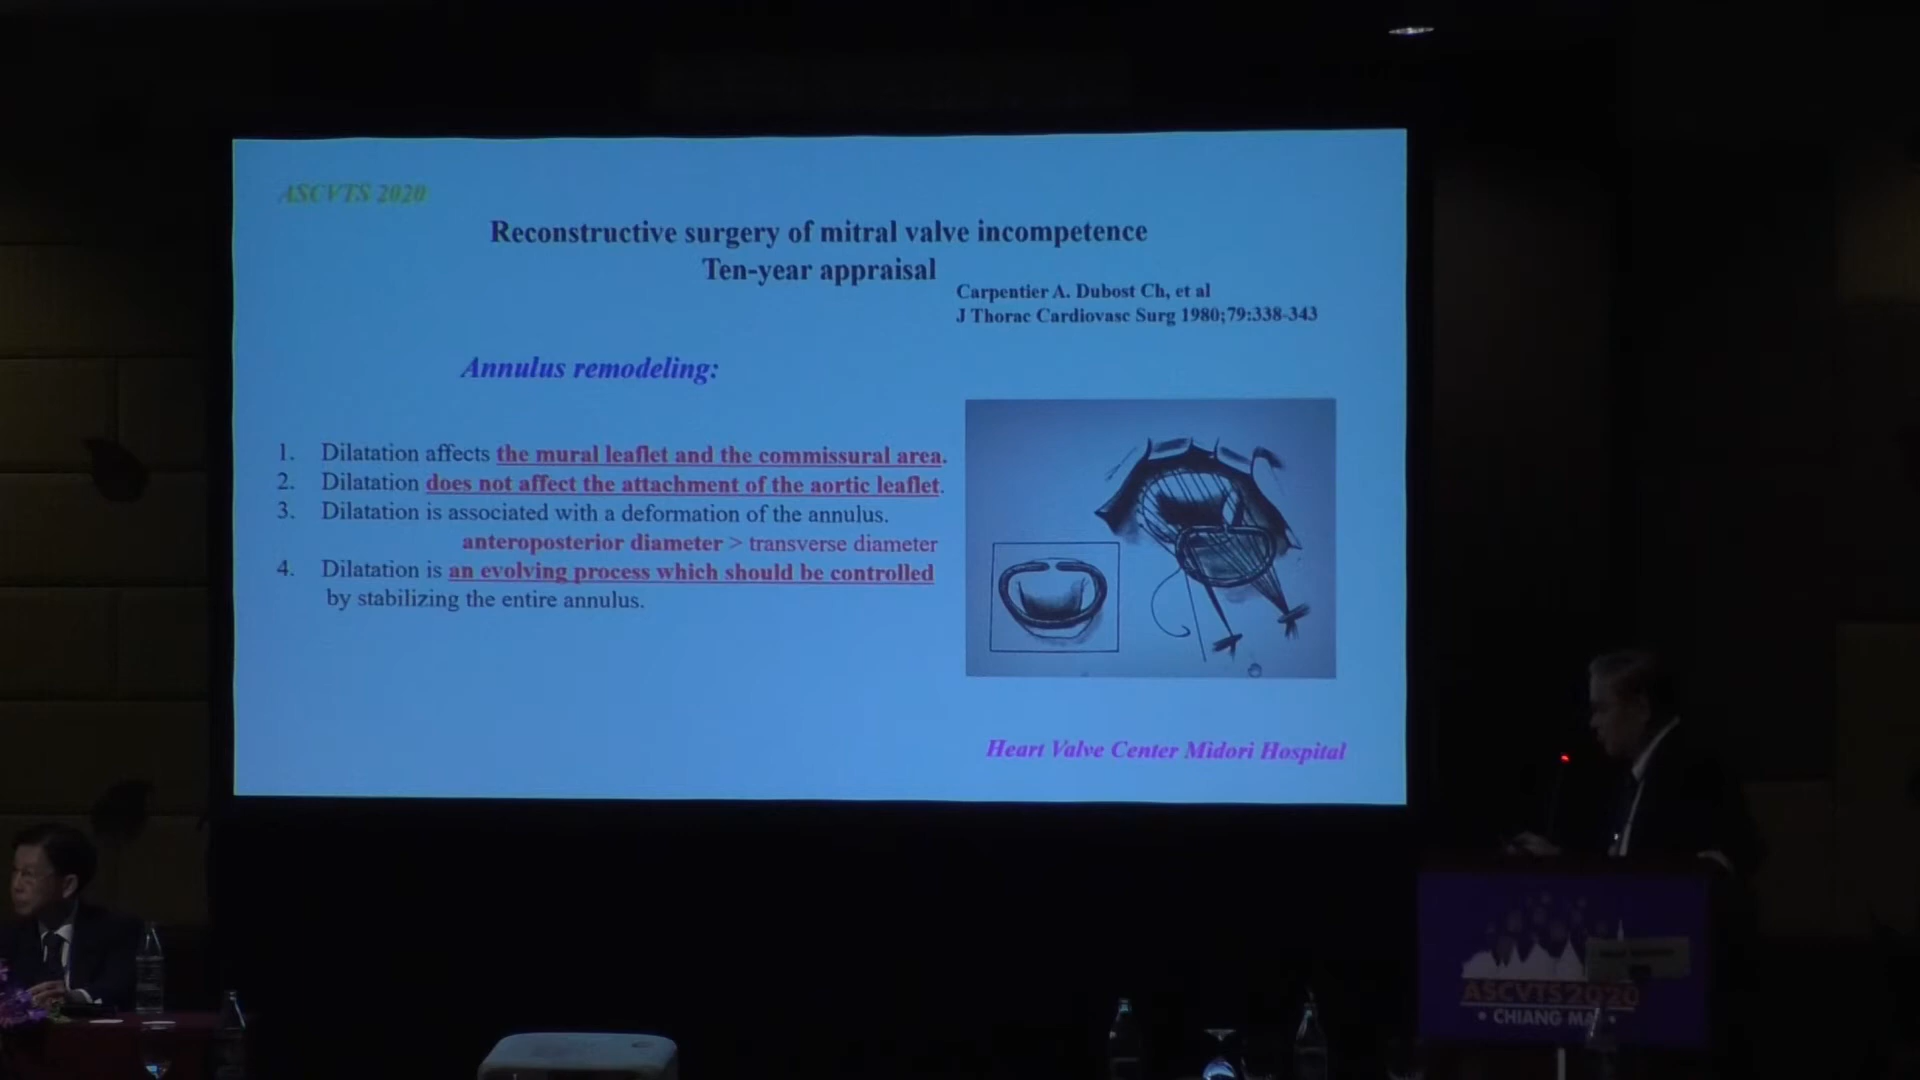 ASCVTS 2020
Reconstructive surgery of mitral valve incompetence
Ten-year appraisal
Carpentier A. Dubost Ch, et al
J Thorac Cardiovasc Surg 1980;79:338-343
Annulus remodeling:
1. Dilatation affects the mural leaflet and the commissural area.
2. Dilatation does not affect the attachment of the aortic leaflet.
3. Dilatation is associated with a deformation of the annulus.
anteroposterior diameter > transverse diameter
4. Dilatation is an evolving process which should be controlled
by stabilizing the entire annulus.
Heart Valve Center Midori Hospital
ASCVTS2020
• CHIANG MA •